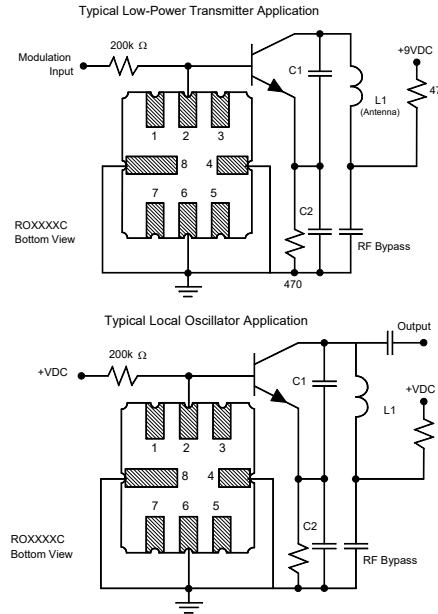 Typical Low-Power Transmitter Application
Modulation
Input
200k Ω
C1
L1
(Antenna)
+9VDC
47
1
2
3
8
4
7
6
5
ROXXXXC
Bottom View
C2
470
RF Bypass
Typical Local Oscillator Application
Output
+VDC
200k Ω
C1
L1
+VDC
1
2
3
8
4
7
6
5
ROXXXXC
Bottom View
C2
RF Bypass